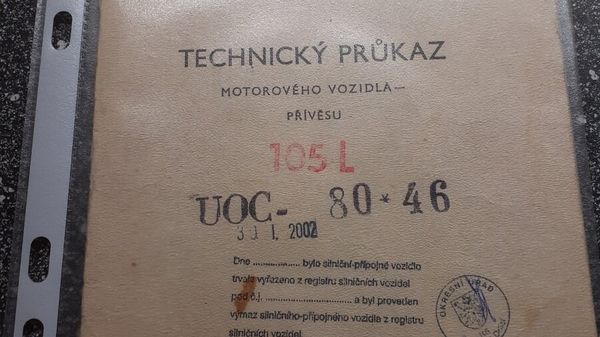 TECHNICKÝ PRŮKAZ
MOTOROVÉHO VOZIDLA—
PŘÍVĚSU
105 L
UOC- 80*46
30. 1. 2002
Dne .................. bylo silniční-přípojné vozidlo
trvale vyřazeno z registru silničních vozidel
pod č.j. ........................ a byl proveden
výmaz silničního-přípojného vozidla z registru
silničních vozidel
OKRESNÍ ÚŘAD